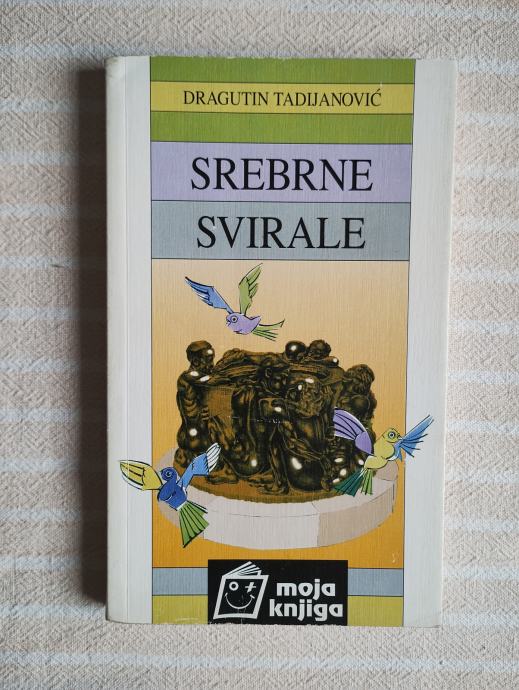 DRAGUTIN TADIJANOVIĆ
SREBRNE
SVIRALE
moja
knjiga